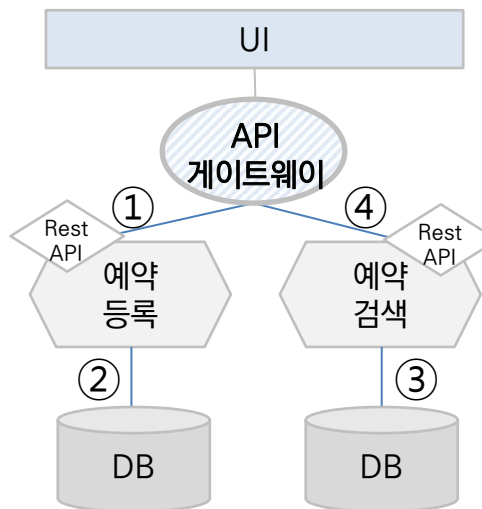 UI
API
게이트웨이
①
④
Rest
API
Rest
API
예약
등록
예약
검색
②
③
DB
DB